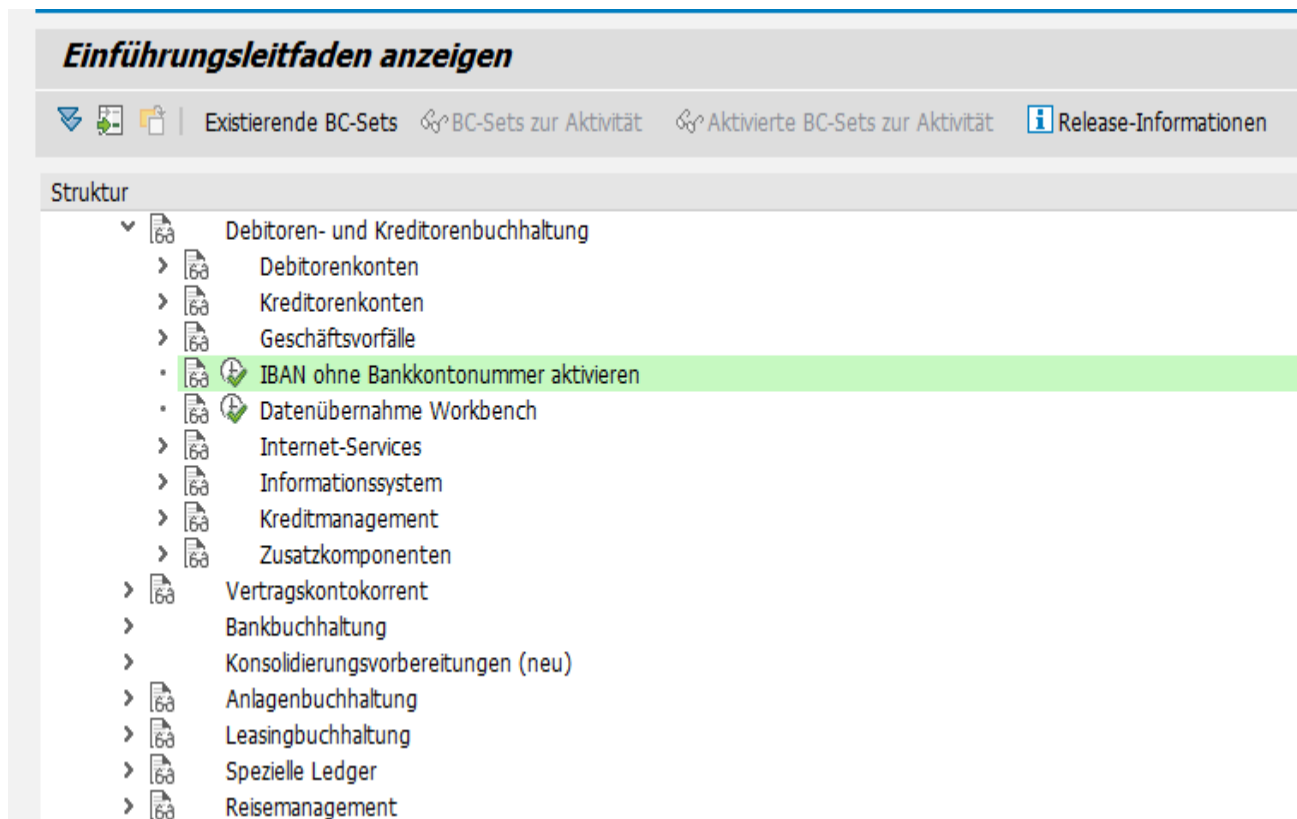 Einführungsleitfaden anzeigen
Existierende BC-Sets BC-Sets zur Aktivität Aktivierte BC-Sets zur Aktivität Release-Informationen
Struktur
Debitoren- und Kreditorenbuchhaltung
Debitorenkonten
Kreditorenkonten
Geschäftsvorfälle
IBAN ohne Bankkontonummer aktivieren
Datenübernahme Workbench
Internet-Services
Informationssystem
Kreditmanagement
Zusatzkomponenten
Vertragskontokorrent
Bankbuchhaltung
Konsolidierungsvorbereitungen (neu)
Anlagenbuchhaltung
Leasingbuchhaltung
Spezielle Ledger
Reisemanagement